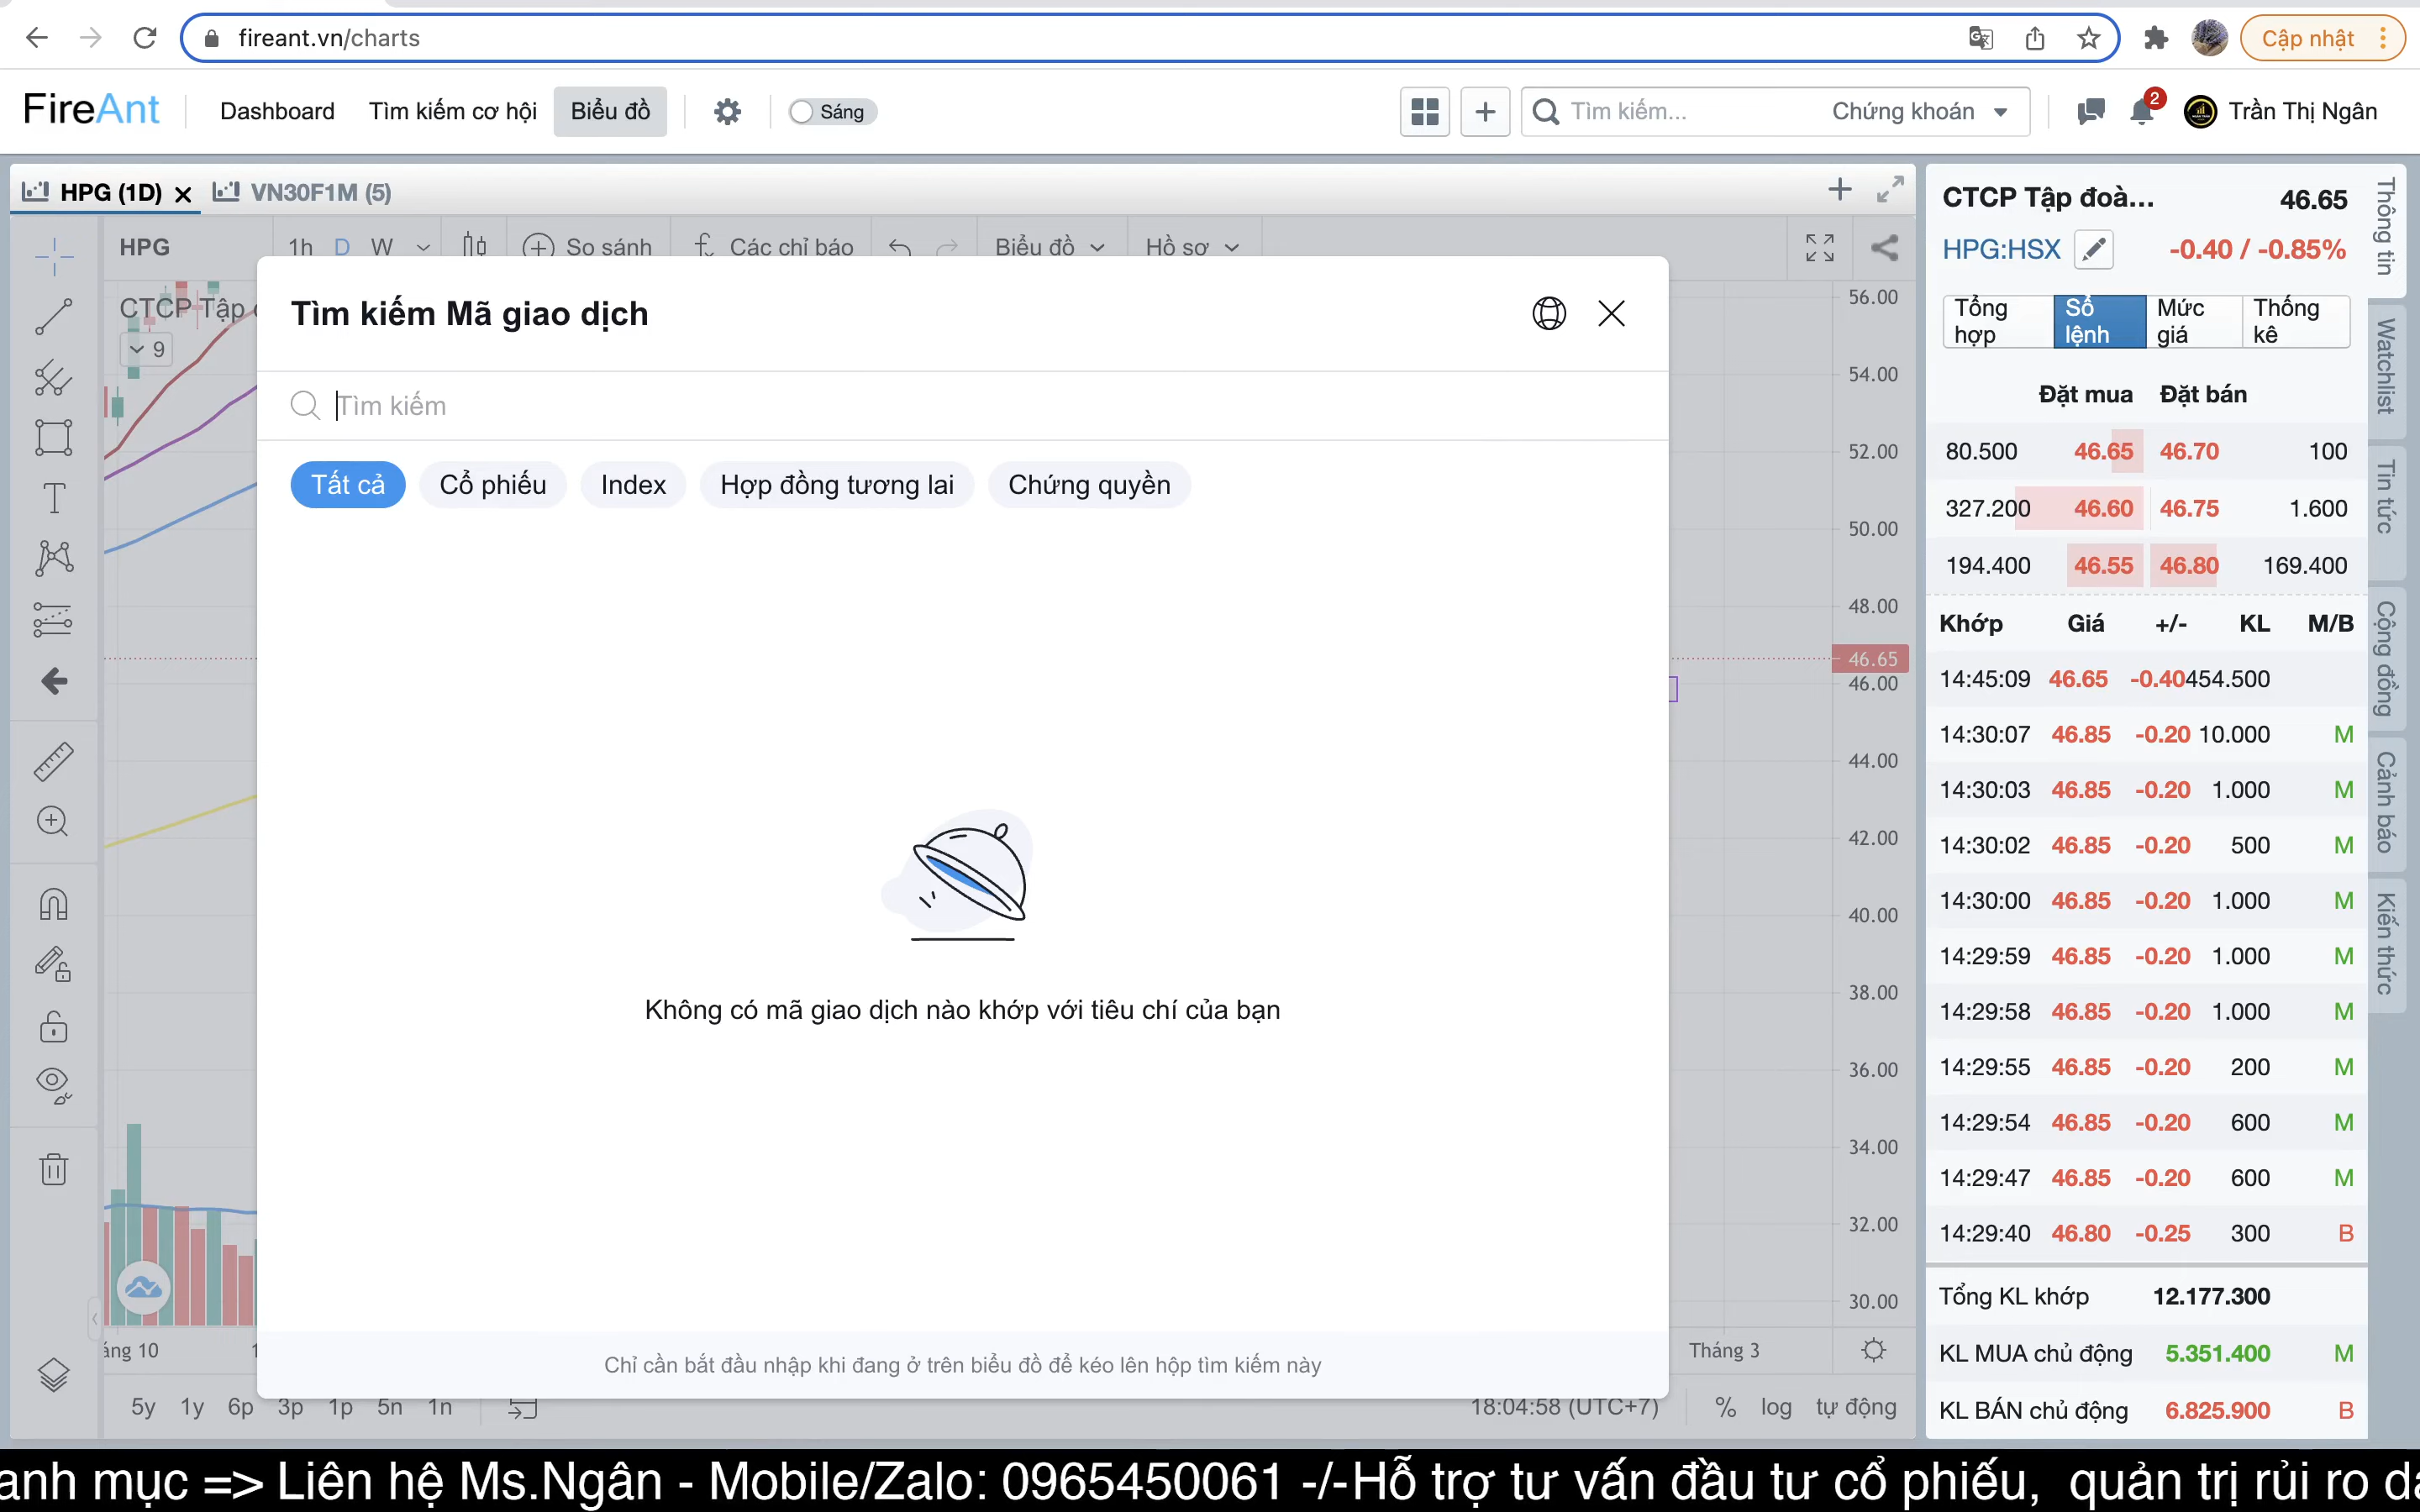 fireant.vn/charts
Cập nhật
FireAnt
Dashboard
Tìm kiếm cơ hội
Biểu đồ
Sáng
Tìm kiếm...
Chứng khoán
2
Trần Thị Ngân
HPG (1D)
VN30F1M (5)
HPG
1h D W
So sánh
Các chỉ báo
Biểu đồ
Hồ sơ
CTCP Tập
9
Tìm kiếm Mã giao dịch
Tìm kiếm
Tất cả
Cổ phiếu
Index
Hợp đồng tương lai
Chứng quyền
Không có mã giao dịch nào khớp với tiêu chí của bạn
Chỉ cần bắt đầu nhập khi đang ở trên biểu đồ để kéo lên hộp tìm kiếm này
56.00
54.00
52.00
50.00
48.00
46.65
46.00
44.00
42.00
40.00
38.00
36.00
34.00
32.00
30.00
áng 10
1
Tháng 3
5y 1y 6p 3p 1p 5n 1n
18:04:58 (UTC+7)
% log tự động
CTCP Tập đoà... 46.65
HPG:HSX -0.40 / -0.85%
Tổng hợp
Sổ lệnh
Mức giá
Thống kê
Đặt mua Đặt bán
80.500 46.65 46.70 100
327.200 46.60 46.75 1.600
194.400 46.55 46.80 169.400
Khớp Giá +/- KL M/B
14:45:09 46.65 -0.40 454.500
14:30:07 46.85 -0.20 10.000 M
14:30:03 46.85 -0.20 1.000 M
14:30:02 46.85 -0.20 500 M
14:30:00 46.85 -0.20 1.000 M
14:29:59 46.85 -0.20 1.000 M
14:29:58 46.85 -0.20 1.000 M
14:29:55 46.85 -0.20 200 M
14:29:54 46.85 -0.20 600 M
14:29:47 46.85 -0.20 600 M
14:29:40 46.80 -0.25 300 B
Tổng KL khớp 12.177.300
KL MUA chủ động 5.351.400 M
KL BÁN chủ động 6.825.900 B
Thông tin
Watchlist
Tin tức
Cộng đồng
Cảnh báo
Kiến thức
anh mục => Liên hệ Ms.Ngân - Mobile/Zalo: 0965450061 -/-Hỗ trợ tư vấn đầu tư cổ phiếu, quản trị rủi ro da